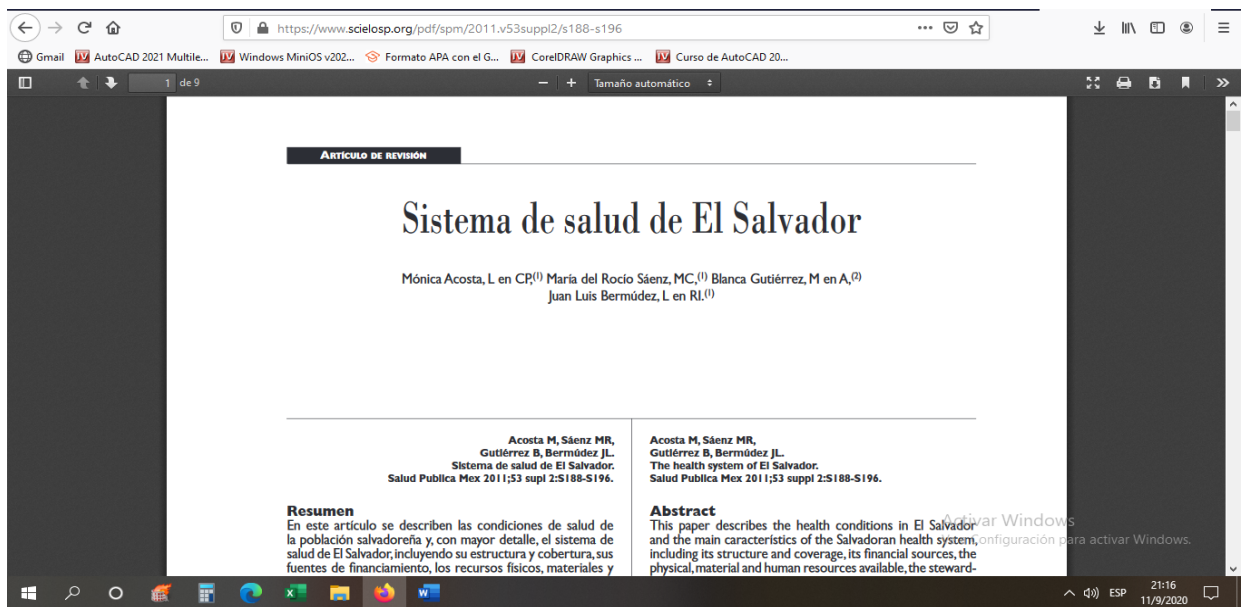 https://www.scielosp.org/pdf/spm/2011.v53suppl2/s188-s196
Gmail
AutoCAD 2021 Multile...
Windows MiniOS v202...
Formato APA con el G...
CorelDRAW Graphics ...
Curso de AutoCAD 20...
1 de 9
Tamaño automático
ARTÍCULO DE REVISIÓN
Sistema de salud de El Salvador
Mónica Acosta, L en CP,(1) María del Rocío Sáenz, MC,(1) Blanca Gutiérrez, M en A,(2)
Juan Luis Bermúdez, L en RI.(1)
Acosta M, Sáenz MR,
Gutiérrez B, Bermúdez JL.
Sistema de salud de El Salvador.
Salud Publica Mex 2011;53 supl 2:S188-S196.
Resumen
En este artículo se describen las condiciones de salud de
la población salvadoreña y, con mayor detalle, el sistema de
salud de El Salvador, incluyendo su estructura y cobertura, sus
fuentes de financiamiento, los recursos físicos, materiales y
Acosta M, Sáenz MR,
Gutiérrez B, Bermúdez JL.
The health system of El Salvador.
Salud Publica Mex 2011;53 suppl 2:S188-S196.
Abstract
This paper describes the health conditions in El Salvador
and the main characteristics of the Salvadoran health system,
including its structure and coverage, its financial sources, the
physical, material and human resources available, the steward-
Activar Windows
Configuración para activar Windows.
ESP
21:16
11/9/2020